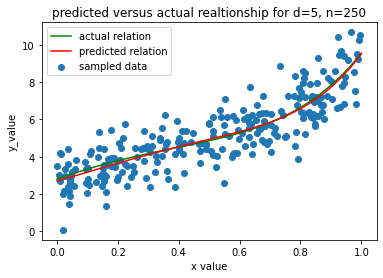 predicted versus actual realtionship for d=5, n=250
actual relation
predicted relation
sampled data
y_value
10
8
6
4
2
0
0.0 0.2 0.4 0.6 0.8 1.0
x value